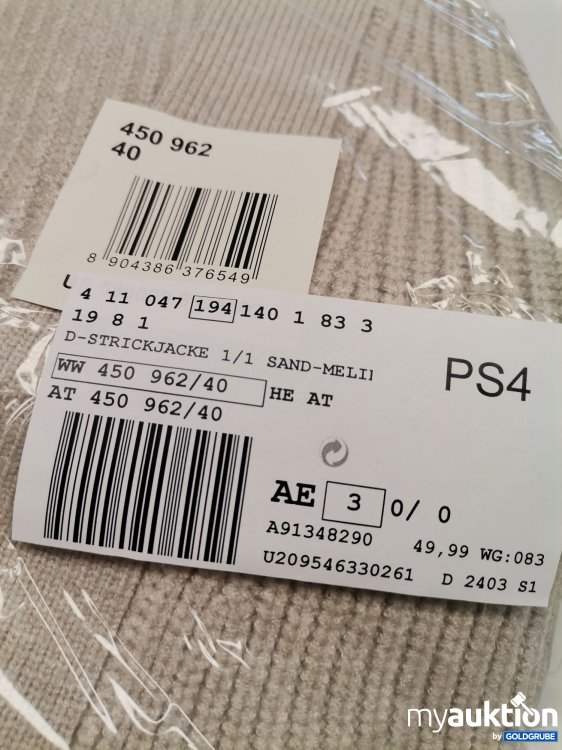 450 962
40
8 904386 376549
4 11 047 194 140 1 83 3
19 8 1
D-STRICKJACKE 1/1 SAND-MELI
WW 450 962/40 HE AT
AT 450 962/40
PS4
AE 3 0/ 0
A91348290
49,99 WG:083
U209546330261
D 2403 S1
myauktion
by GOLDGRUBE